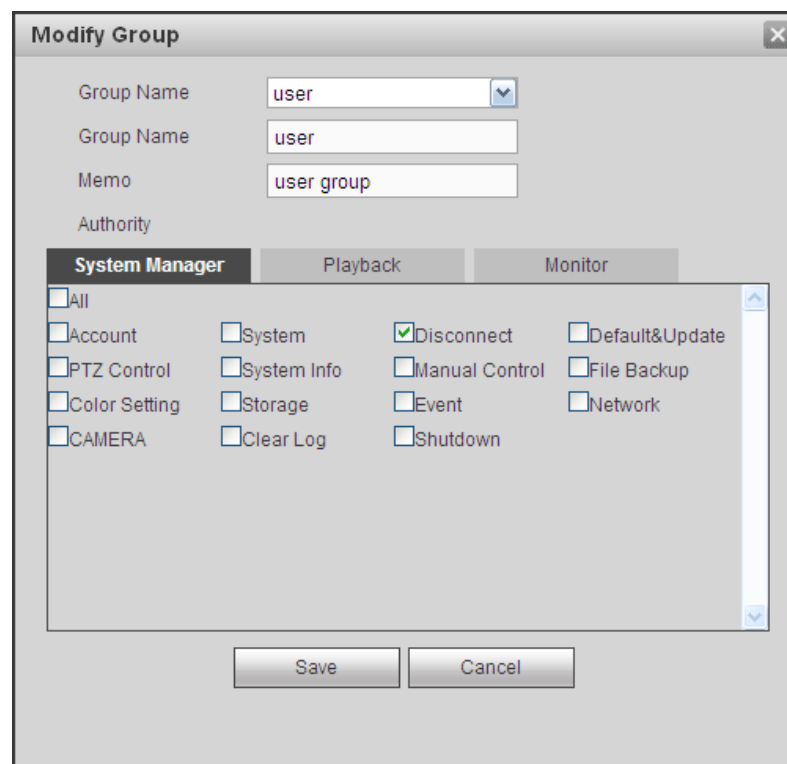 Modify Group
Group Name user
Group Name user
Memo user group
Authority
System Manager Playback Monitor
All
Account System Disconnect Default&Update
PTZ Control System Info Manual Control File Backup
Color Setting Storage Event Network
CAMERA Clear Log Shutdown
Save Cancel